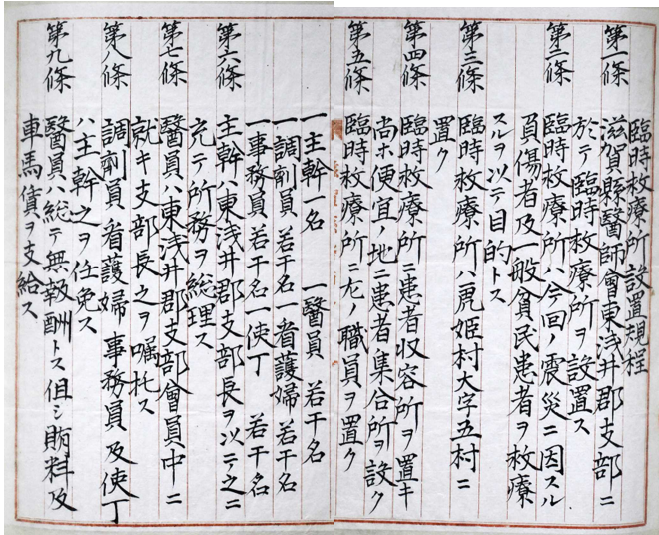 臨時救療所設置規程
第一條 滋賀縣醫師會東浅井郡支部ニ
於テ臨時救療所ヲ設置ス
第二條 臨時救療所ハ今回ノ震災ニ因スル
負傷者及一般貧民患者ヲ救療
スルヲ以テ目的トス
第三條 臨時救療所ハ虎姫村大字五村ニ
置ク
第四條 臨時救療所ニ患者収容所ヲ置キ
尚ホ便宜ノ地ニ患者集合所ヲ設ク
第五條 臨時救療所ニ左ノ職員ヲ置ク
一主幹一名 一醫員 若干名
一調劑員 若干名 一看護婦 若干名
一事務員 若干名 一使丁 若干名
第六條 主幹ハ東浅井郡支部長ヲ以テ之ニ
充テ所務ヲ総理ス
第七條 醫員ハ東浅井郡支部會員中ニ
就キ支部長之ヲ嘱托ス
第八條 調劑員、看護婦、事務員及使丁
ハ主幹之ヲ任免ス
第九條 醫員ハ総テ無報酬トス但シ賄料及
車馬賃ヲ支給ス